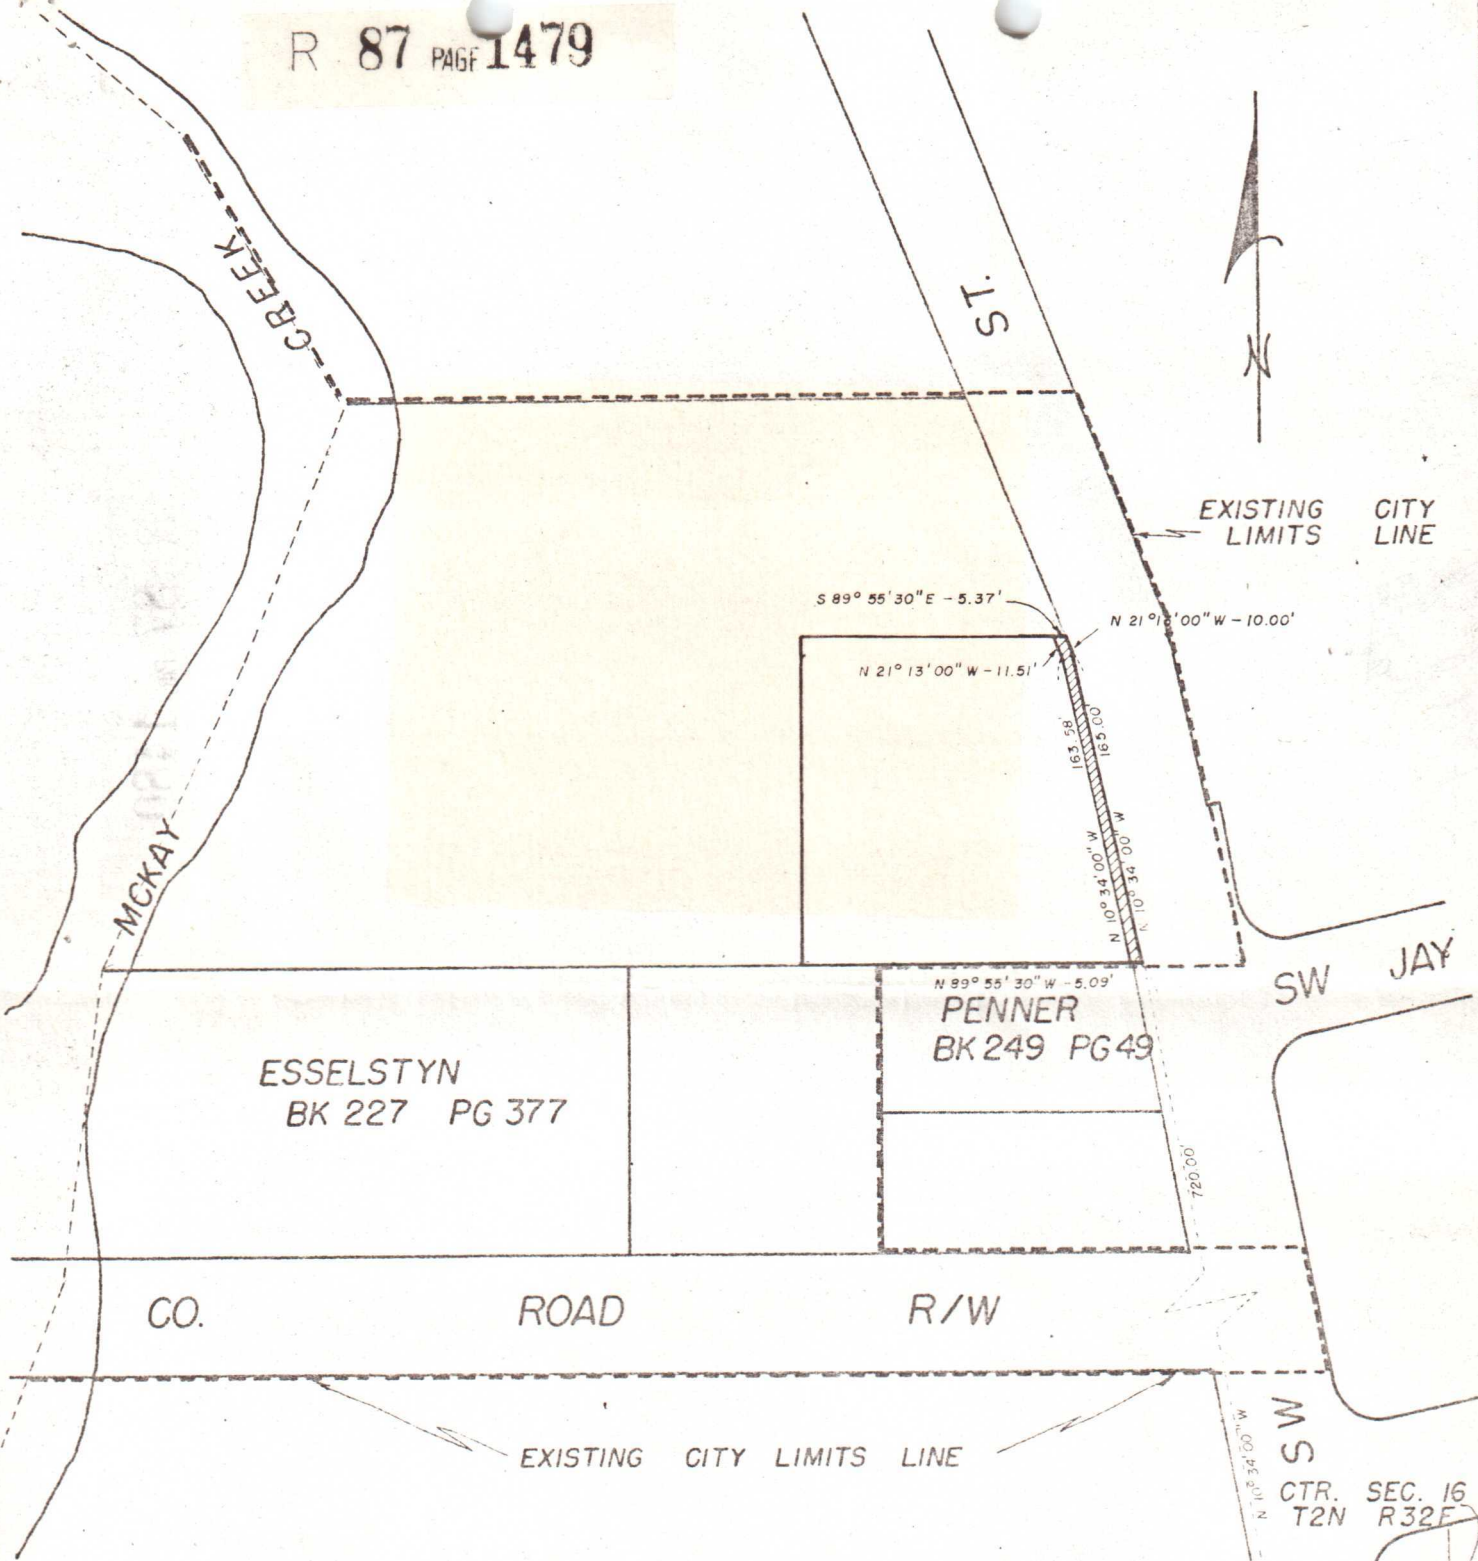 R 87 PAGE 1479
CREEK
ST.
N
EXISTING CITY
LIMITS LINE
S 89° 55' 30" E - 5.37'
N 21° 13' 00" W - 10.00'
N 21° 13' 00" W - 11.51'
163.58'
165.00'
N 10° 34' 00" W
N 10° 34' 00" W
MCKAY
SW JAY
N 89° 55' 30" W - 5.09'
PENNER
BK 249 PG 49
ESSELSTYN
BK 227 PG 377
720.00'
CO. ROAD R/W
SW
N 10° 34' 00" W
EXISTING CITY LIMITS LINE
CTR. SEC. 16
T2N R32E